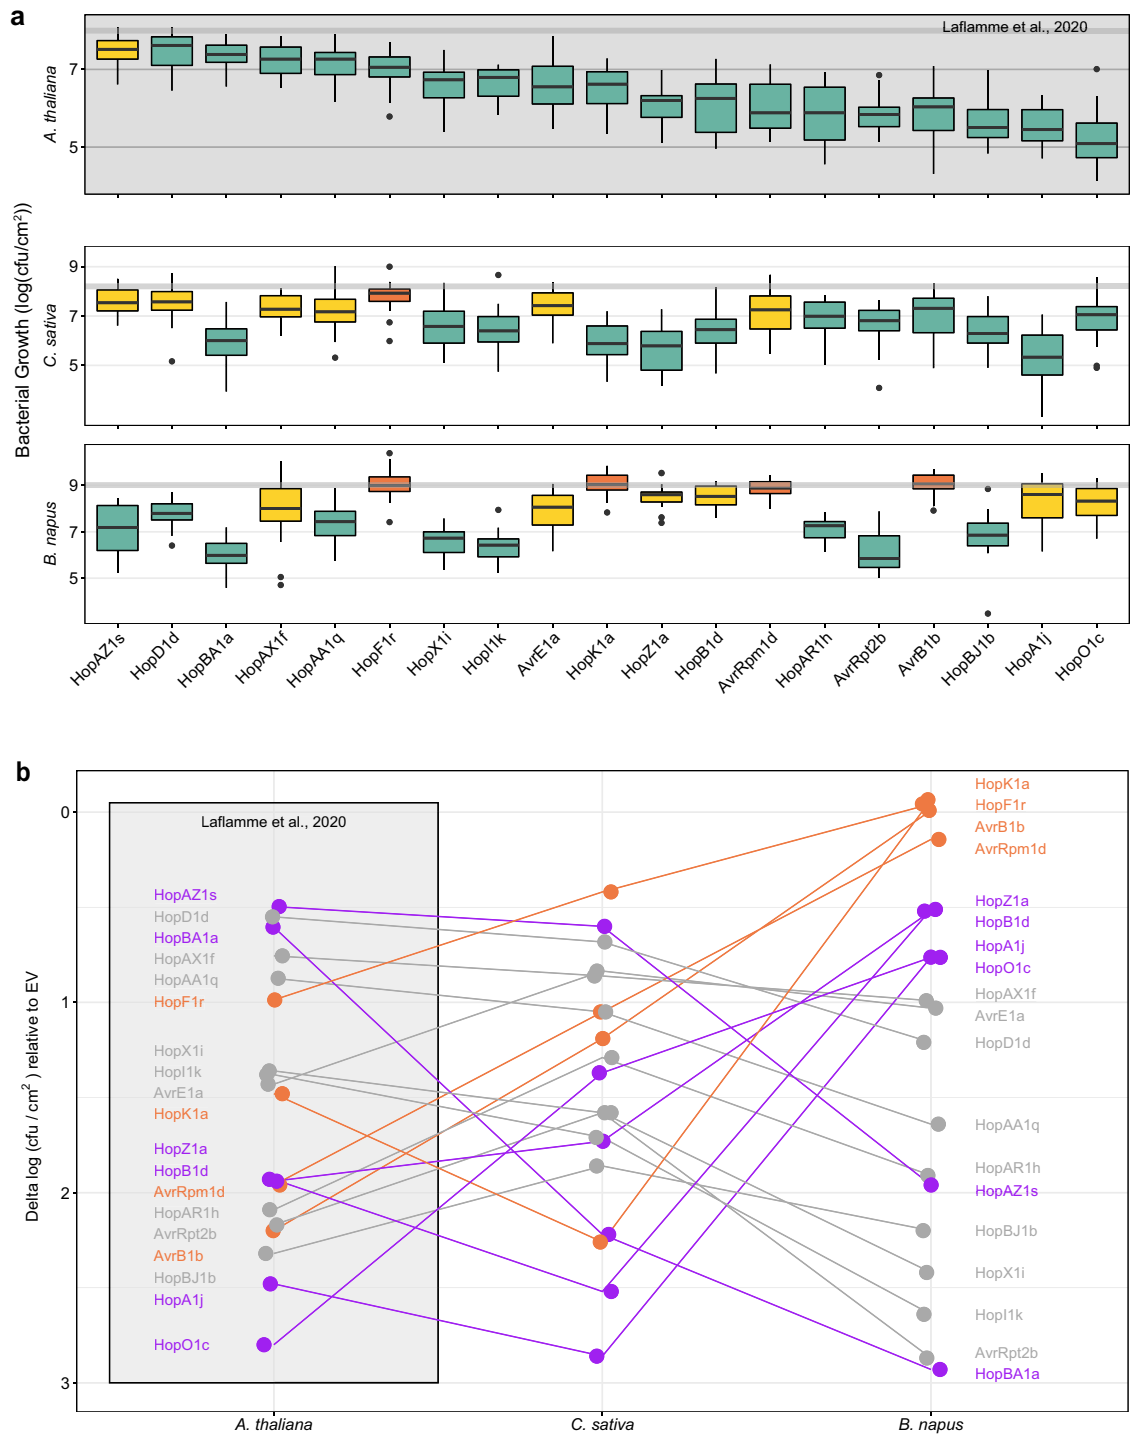 a
Laflamme et al., 2020
7
5
A. thaliana
Bacterial Growth (log(cfu/cm²))
9
7
5
C. sativa
9
7
5
B. napus
HopAZ1s
HopD1d
HopBA1a
HopAX1f
HopAA1q
HopF1r
HopX1i
HopI1k
AvrE1a
HopK1a
HopZ1a
HopB1d
AvrRpm1d
HopAR1h
AvrRpt2b
AvrB1b
HopBJ1b
HopA1j
HopO1c
b
0
1
2
3
Delta log (cfu / cm²) relative to EV
Laflamme et al., 2020
HopAZ1s
HopD1d
HopBA1a
HopAX1f
HopAA1q
HopF1r
HopX1i
HopI1k
AvrE1a
HopK1a
HopZ1a
HopB1d
AvrRpm1d
HopAR1h
AvrRpt2b
AvrB1b
HopBJ1b
HopA1j
HopO1c
HopK1a
HopF1r
AvrB1b
AvrRpm1d
HopZ1a
HopB1d
HopA1j
HopO1c
HopAX1f
AvrE1a
HopD1d
HopAA1q
HopAR1h
HopAZ1s
HopBJ1b
HopX1i
HopI1k
AvrRpt2b
HopBA1a
A. thaliana
C. sativa
B. napus